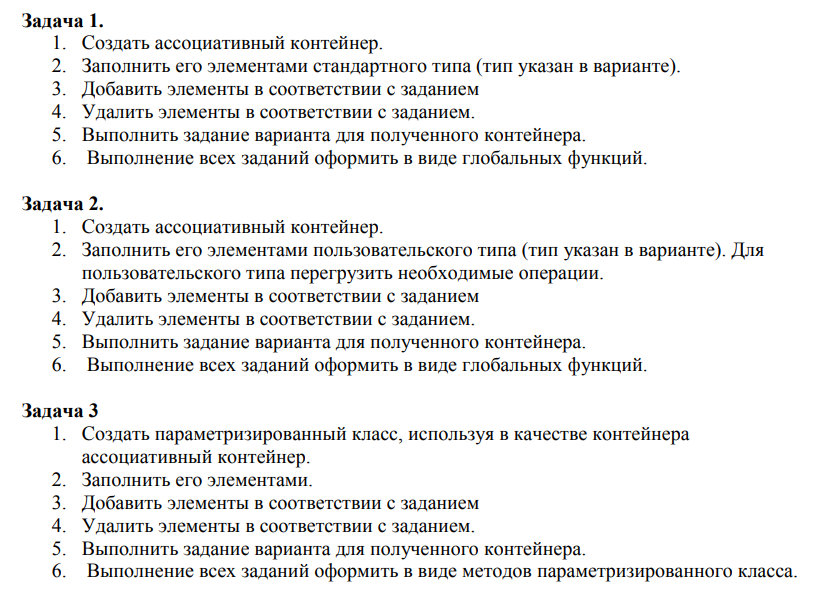 Задача 1.
1. Создать ассоциативный контейнер.
2. Заполнить его элементами стандартного типа (тип указан в варианте).
3. Добавить элементы в соответствии с заданием
4. Удалить элементы в соответствии с заданием.
5. Выполнить задание варианта для полученного контейнера.
6. Выполнение всех заданий оформить в виде глобальных функций.
Задача 2.
1. Создать ассоциативный контейнер.
2. Заполнить его элементами пользовательского типа (тип указан в варианте). Для
пользовательского типа перегрузить необходимые операции.
3. Добавить элементы в соответствии с заданием
4. Удалить элементы в соответствии с заданием.
5. Выполнить задание варианта для полученного контейнера.
6. Выполнение всех заданий оформить в виде глобальных функций.
Задача 3
1. Создать параметризированный класс, используя в качестве контейнера
ассоциативный контейнер.
2. Заполнить его элементами.
3. Добавить элементы в соответствии с заданием
4. Удалить элементы в соответствии с заданием.
5. Выполнить задание варианта для полученного контейнера.
6. Выполнение всех заданий оформить в виде методов параметризированного класса.